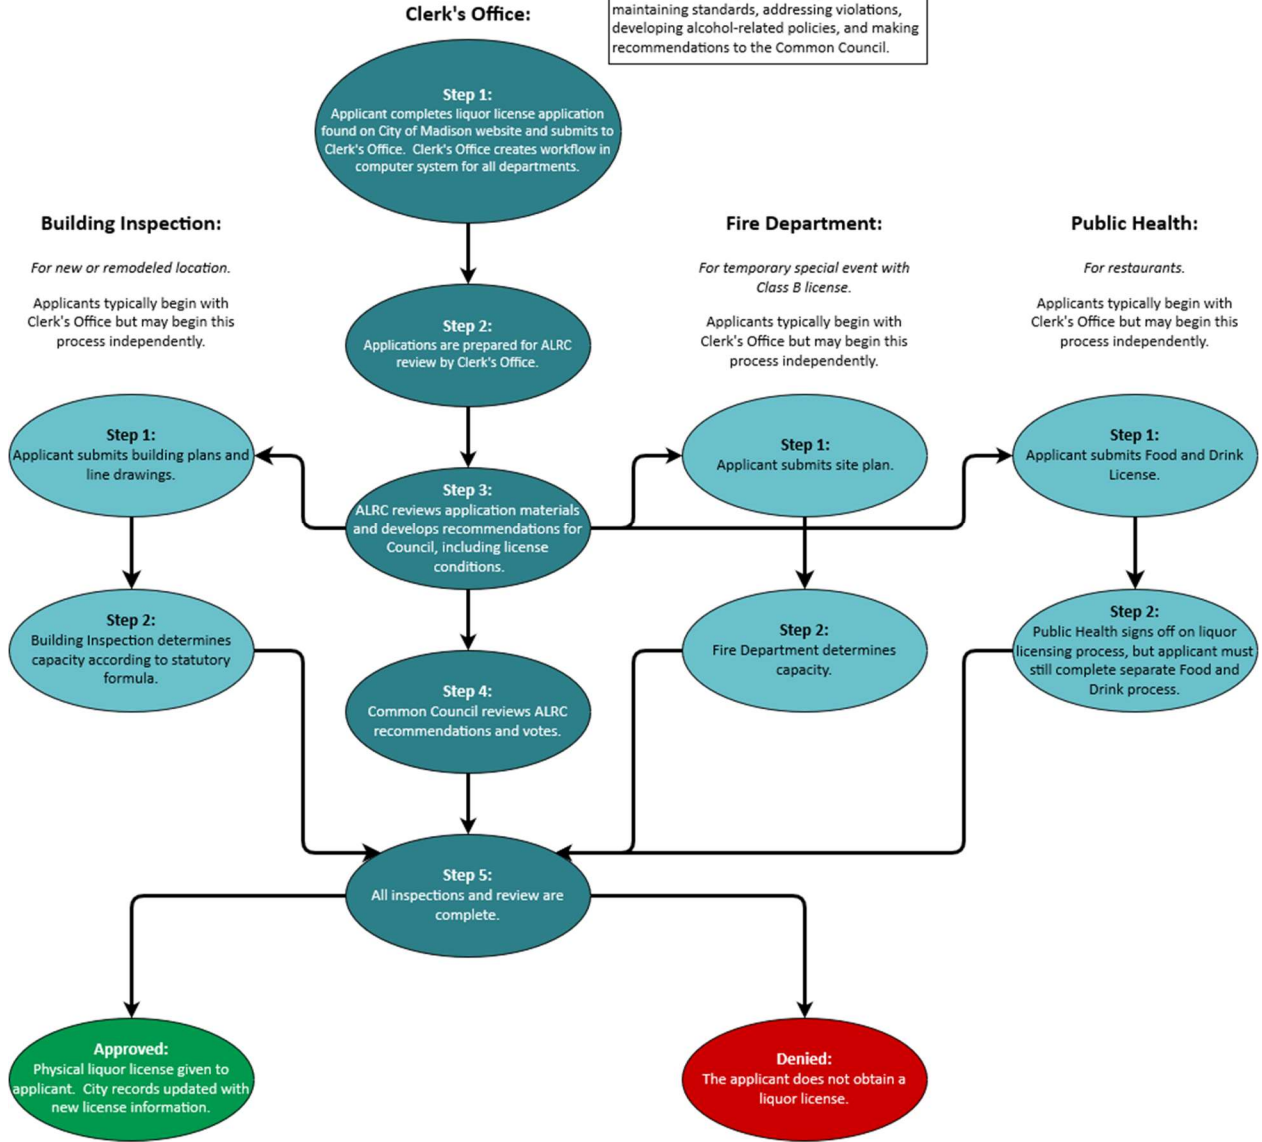 Clerk's Office:
maintaining standards, addressing violations,
developing alcohol-related policies, and making
recommendations to the Common Council.
Step 1:
Applicant completes liquor license application
found on City of Madison website and submits to
Clerk's Office.  Clerk's Office creates workflow in
computer system for all departments.
Building Inspection:
For new or remodeled location.
Applicants typically begin with
Clerk's Office but may begin this
process independently.
Fire Department:
For temporary special event with
Class B license.
Applicants typically begin with
Clerk's Office but may begin this
process independently.
Public Health:
For restaurants.
Applicants typically begin with
Clerk's Office but may begin this
process independently.
Step 2:
Applications are prepared for ALRC
review by Clerk's Office.
Step 1:
Applicant submits building plans and
line drawings.
Step 3:
ALRC reviews application materials
and develops recommendations for
Council, including license
conditions.
Step 1:
Applicant submits site plan.
Step 1:
Applicant submits Food and Drink
License.
Step 2:
Building Inspection determines
capacity according to statutory
formula.
Step 4:
Common Council reviews ALRC
recommendations and votes.
Step 2:
Fire Department determines
capacity.
Step 2:
Public Health signs off on liquor
licensing process, but applicant must
still complete separate Food and
Drink process.
Step 5:
All inspections and review are
complete.
Approved:
Physical liquor license given to
applicant.  City records updated with
new license information.
Denied:
The applicant does not obtain a
liquor license.